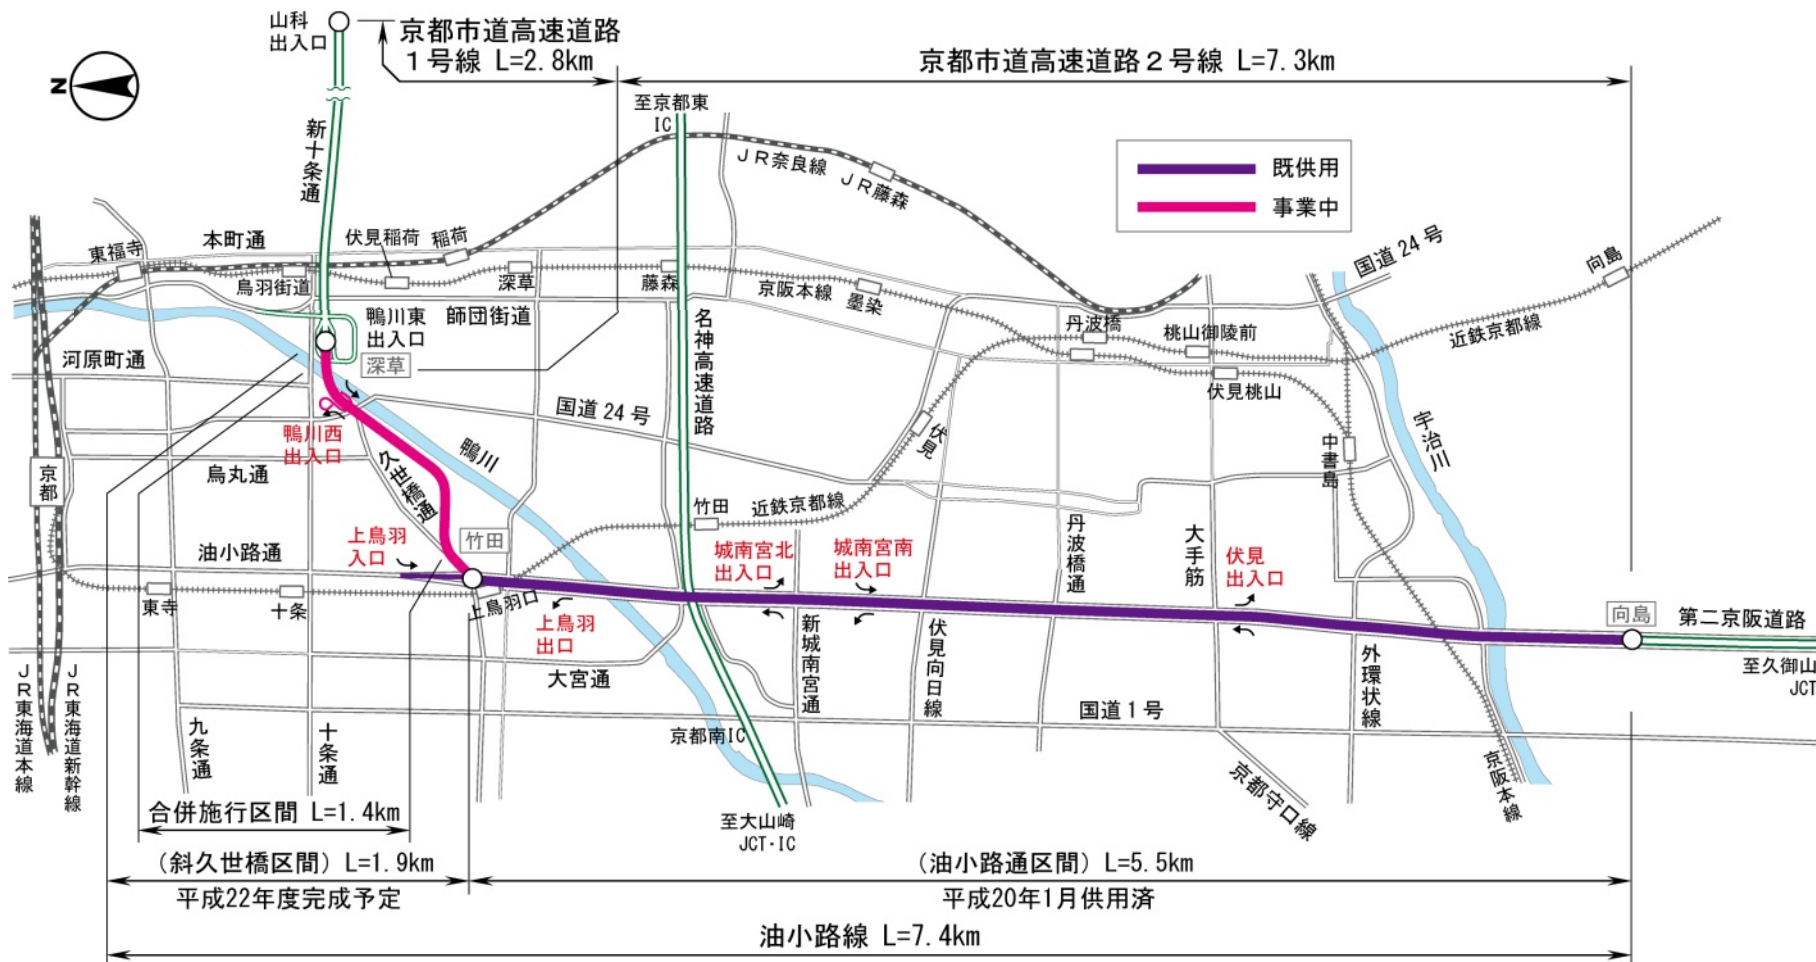 山科
出入口
京都市道高速道路
1号線 L=2.8km
京都市道高速道路2号線 L=7.3km
N
至京都東
IC
新十条通
JR奈良線
JR藤森
既供用
事業中
東福寺
本町通
伏見稲荷
稲荷
国道24号
向島
鳥羽街道
深草
藤森
京阪本線
墨染
鴨川東
出入口
師団街道
丹波橋
桃山御陵前
近鉄京都線
河原町通
深草
名神高速道路
伏見桃山
国道24号
鴨川西
出入口
鴨川
伏見
中書島
宇治川
京都
烏丸通
久世橋通
竹田
近鉄京都線
油小路通
上鳥羽
入口
竹田
城南宮北
出入口
城南宮南
出入口
丹波橋通
大手筋
伏見
出入口
東寺
十条
上鳥羽口
上鳥羽
出口
向島
第二京阪道路
至久御山
JCT
新城南宮通
伏見向日線
外環状線
大宮通
国道1号
JR東海道本線
JR東海道新幹線
九条通
十条通
京都南IC
京都守口線
京阪本線
合併施行区間 L=1.4km
至大山崎
JCT・IC
(斜久世橋区間) L=1.9km
平成22年度完成予定
(油小路通区間) L=5.5km
平成20年1月供用済
油小路線 L=7.4km